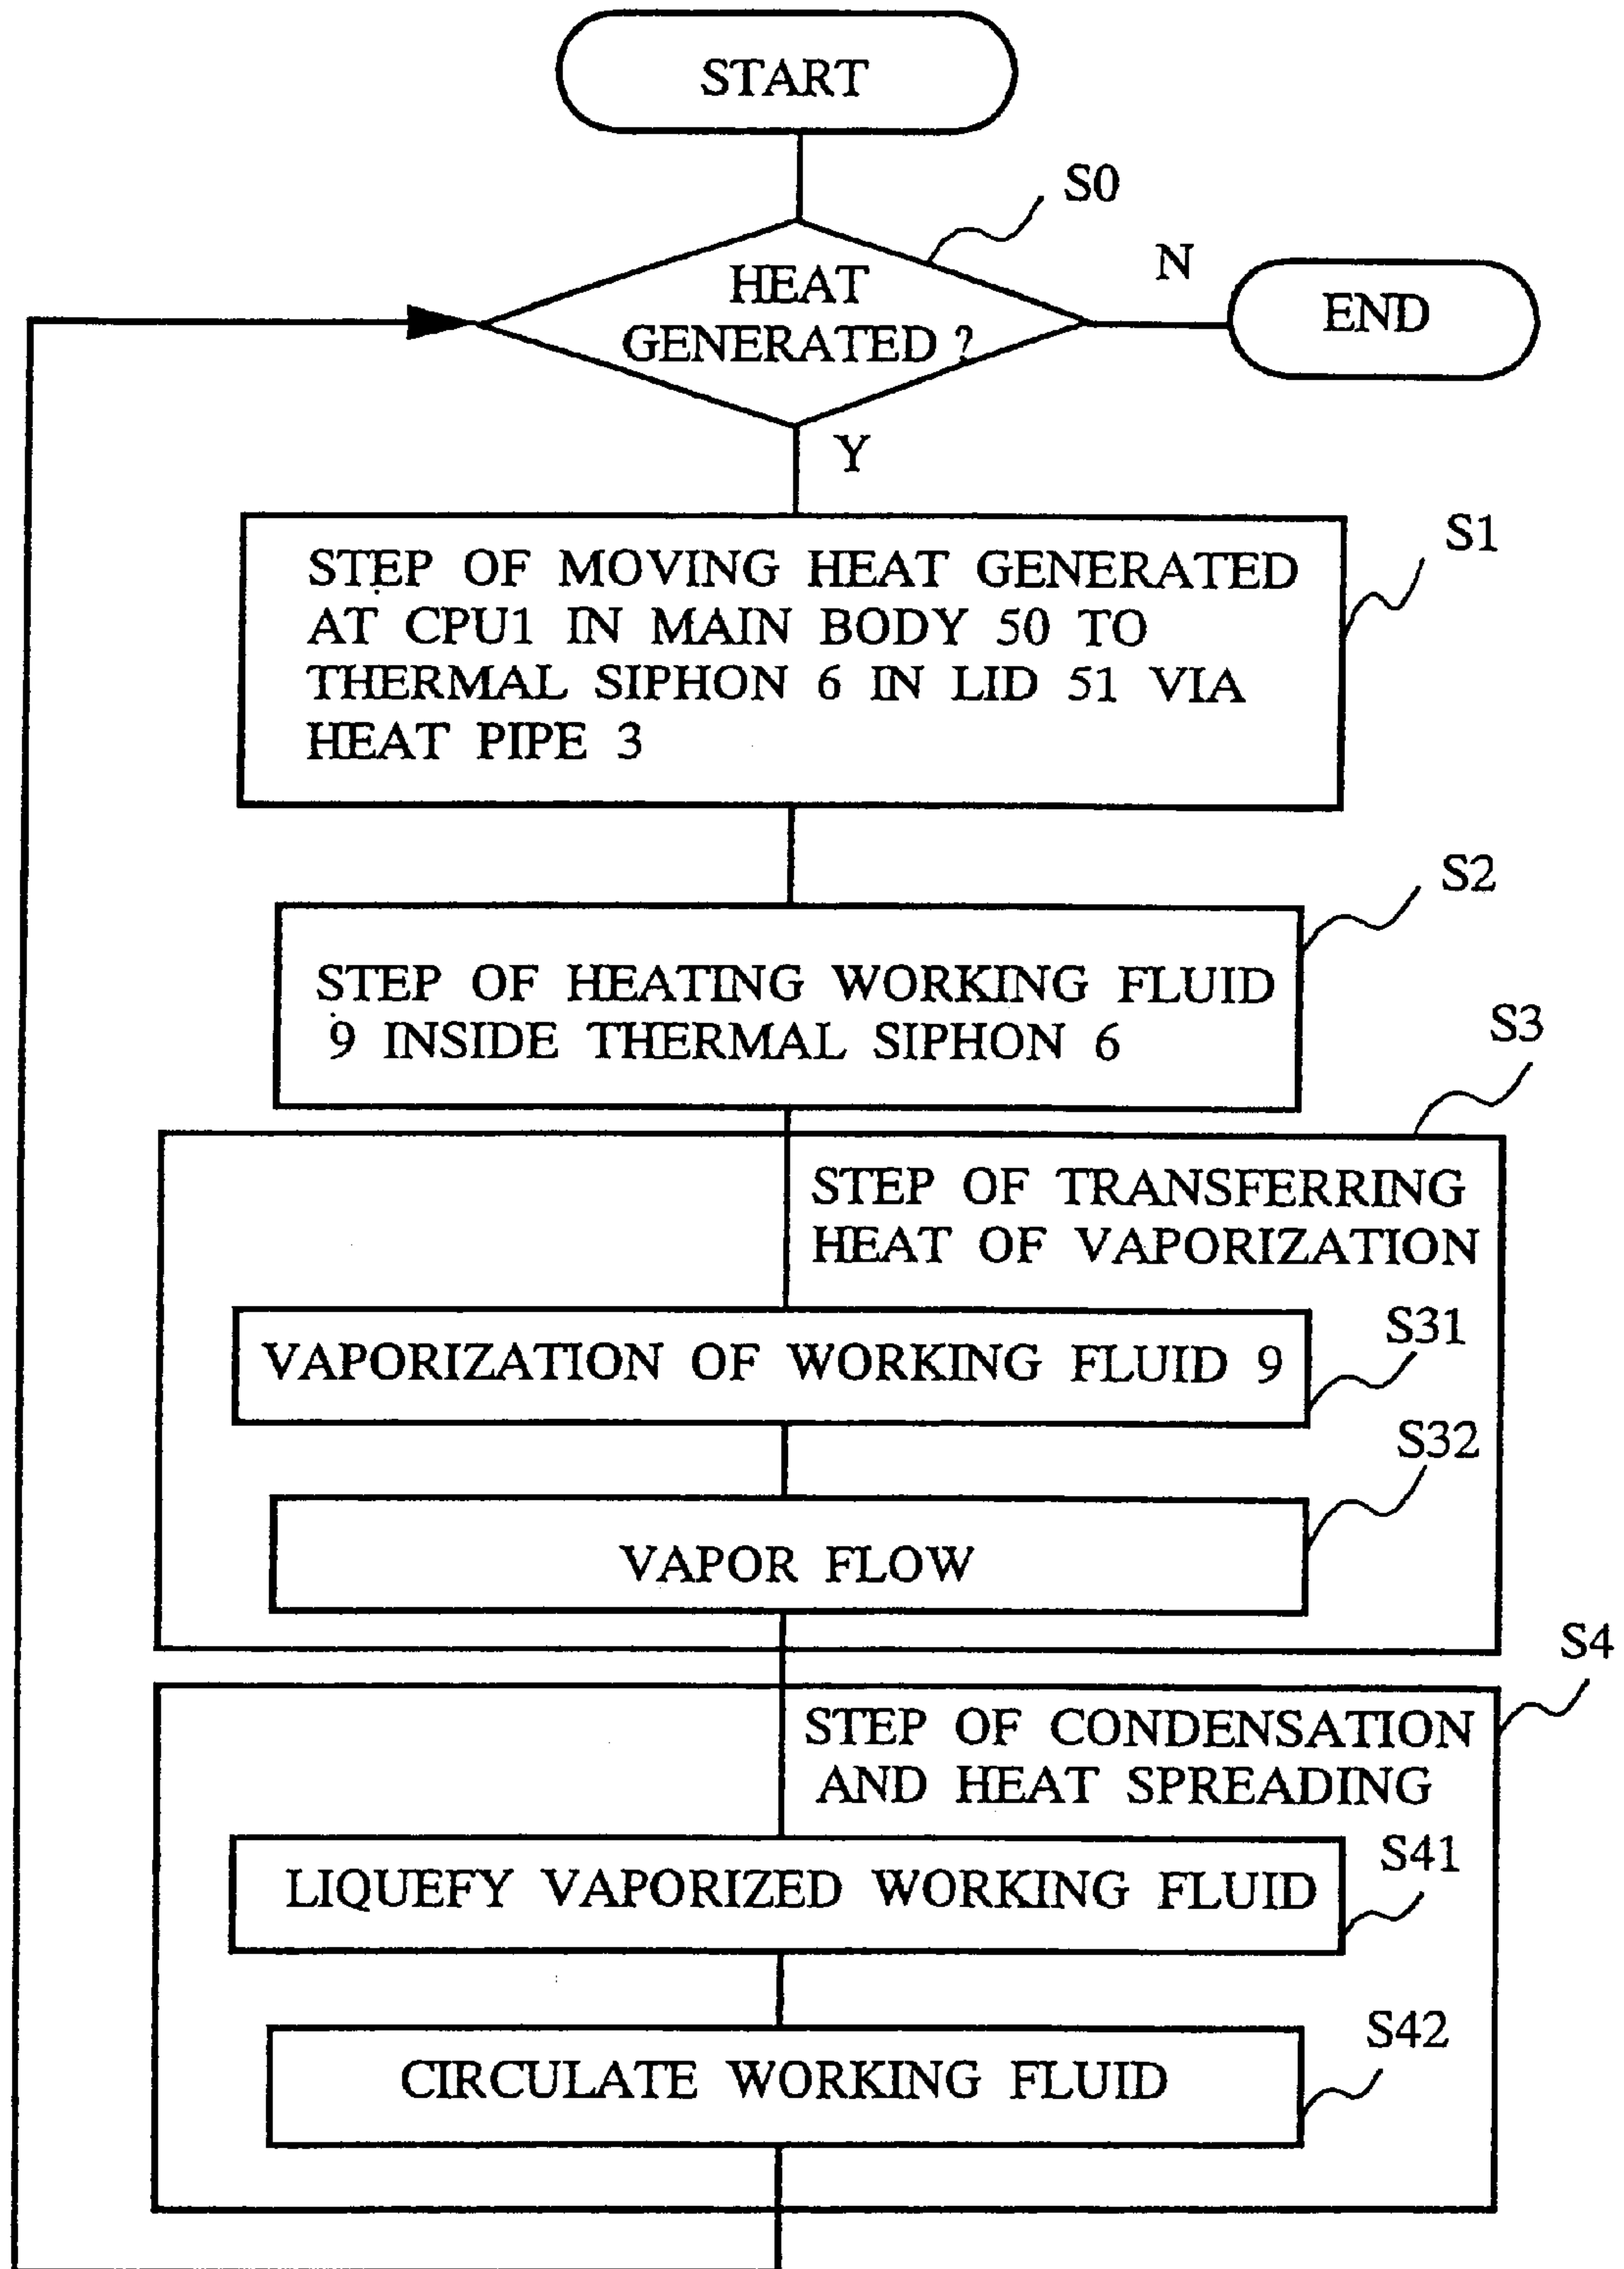 START
S0
HEAT
GENERATED ?
N
END
Y
S1
STEP OF MOVING HEAT GENERATED
AT CPU1 IN MAIN BODY 50 TO
THERMAL SIPHON 6 IN LID 51 VIA
HEAT PIPE 3
S2
STEP OF HEATING WORKING FLUID
9 INSIDE THERMAL SIPHON 6
S3
STEP OF TRANSFERRING
HEAT OF VAPORIZATION
S31
VAPORIZATION OF WORKING FLUID 9
S32
VAPOR FLOW
S4
STEP OF CONDENSATION
AND HEAT SPREADING
S41
LIQUEFY VAPORIZED WORKING FLUID
S42
CIRCULATE WORKING FLUID